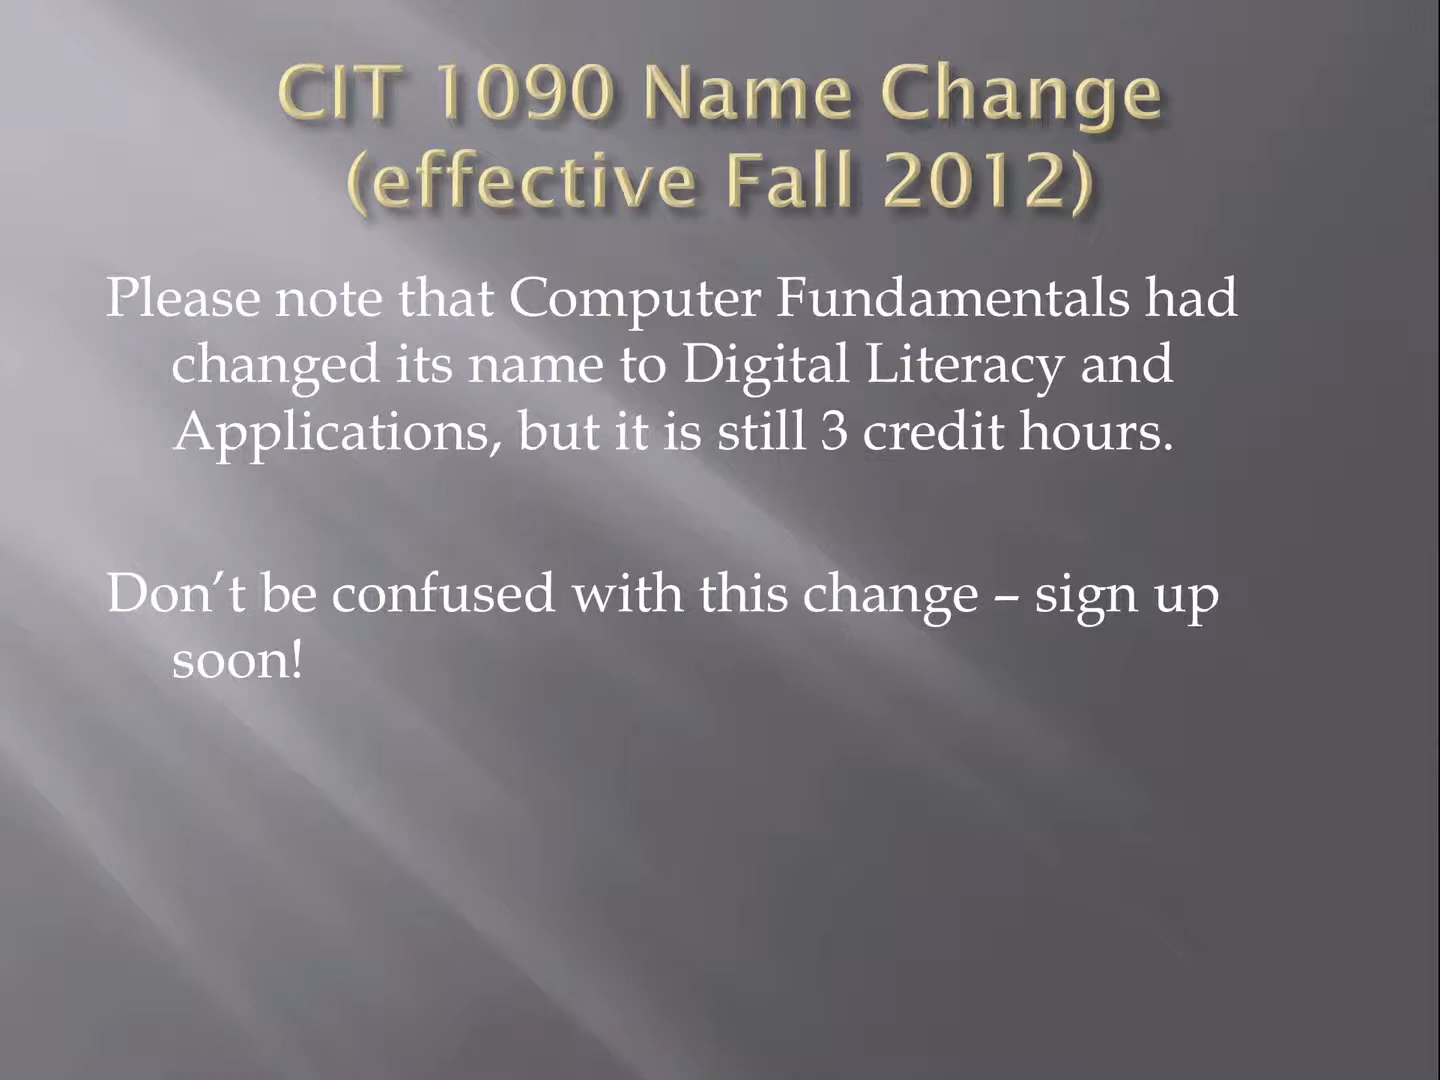 CIT 1090 Name Change
(effective Fall 2012)
Please note that Computer Fundamentals had
changed its name to Digital Literacy and
Applications, but it is still 3 credit hours.
Don’t be confused with this change – sign up
soon!